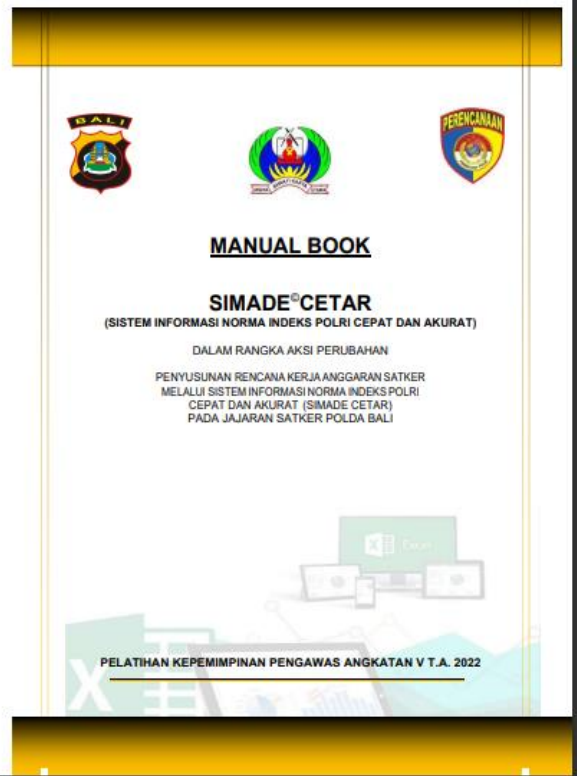 BALI
PERENCANAAN
MANUAL BOOK
SIMADE©CETAR
(SISTEM INFORMASI NORMA INDEKS POLRI CEPAT DAN AKURAT)
DALAM RANGKA AKSI PERUBAHAN
PENYUSUNAN RENCANA KERJA ANGGARAN SATKER
MELALUI SISTEM INFORMASI NORMA INDEKS POLRI
CEPAT DAN AKURAT (SIMADE CETAR)
PADA JAJARAN SATKER POLDA BALI
Excel
X
PELATIHAN KEPEMIMPINAN PENGAWAS ANGKATAN V T.A. 2022